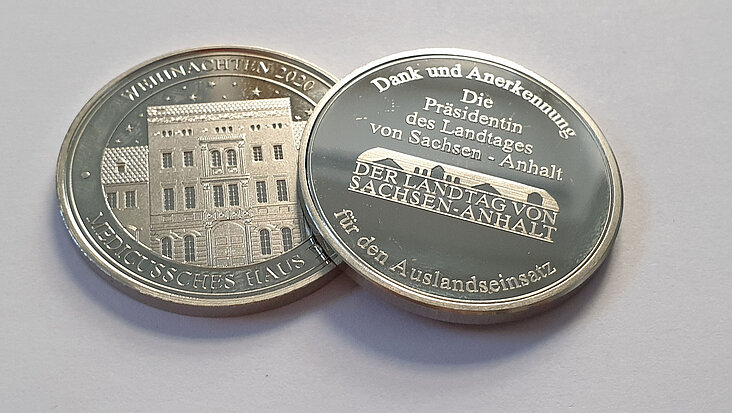 WEIHNACHTEN 2020
MEDICUSSCHES HAUS
Dank und Anerkennung
Die
Präsidentin
des Landtages
von Sachsen - Anhalt
DER LANDTAG VON
SACHSEN-ANHALT
für den Auslandseinsatz